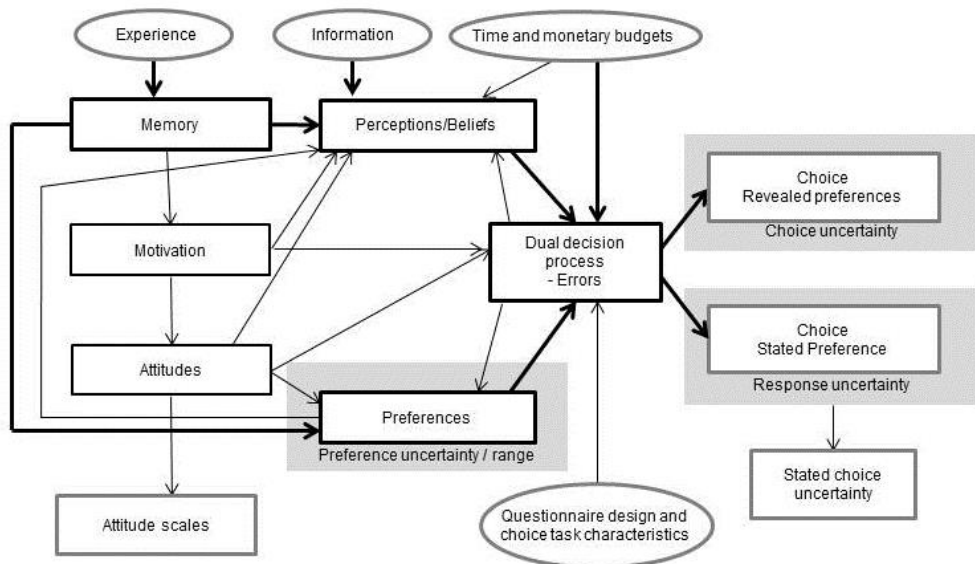 Experience
Information
Time and monetary budgets
Memory
Perceptions/Beliefs
Choice
Revealed preferences
Choice uncertainty
Motivation
Dual decision
process
- Errors
Choice
Stated Preference
Response uncertainty
Attitudes
Preferences
Preference uncertainty / range
Stated choice
uncertainty
Attitude scales
Questionnaire design and
choice task characteristics